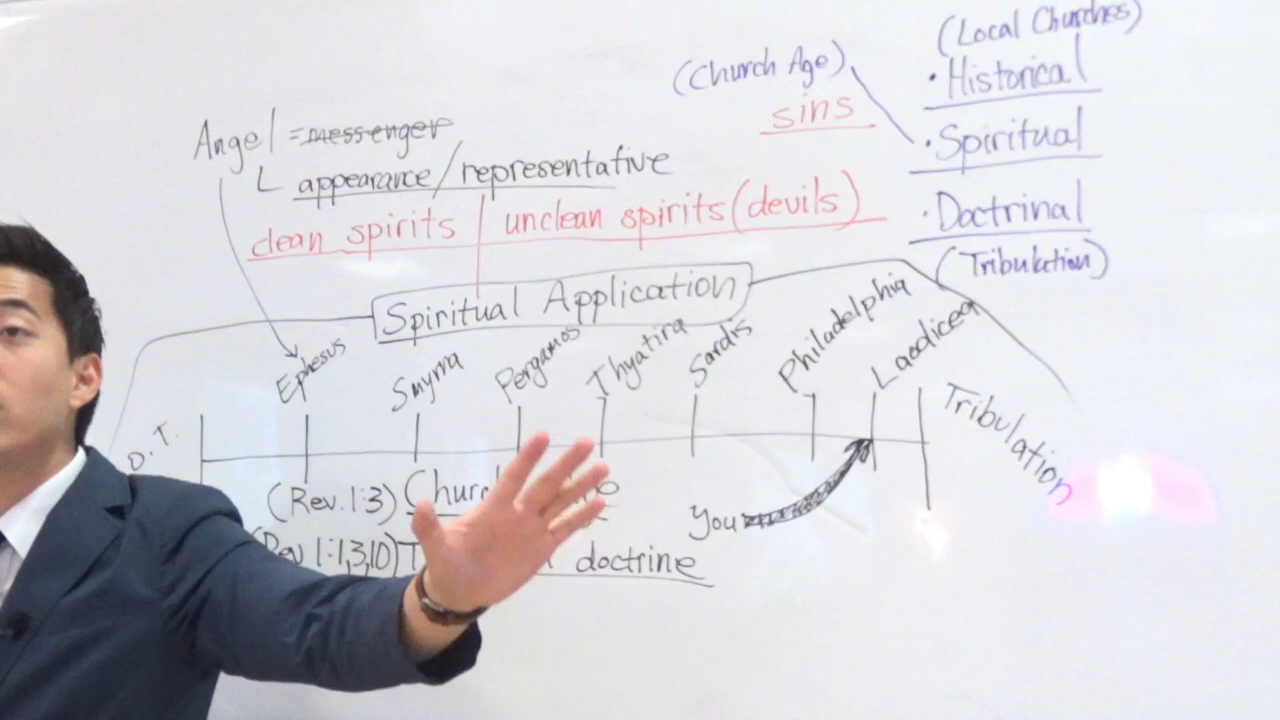 (Local Churches)
(Church Age)
• Historical
sins
Angel = messenger
• Spiritual
appearance/representative
clean spirits | unclean spirits (devils)
• Doctrinal
(Tribulation)
Spiritual Application
Ephesus
Smyrna
Pergamos
Thyatira
Sardis
Philadelphia
Laodicea
Tribulation
O.T.
(Rev. 1:3)
You
(Rev 1:1,3,10) doctrine